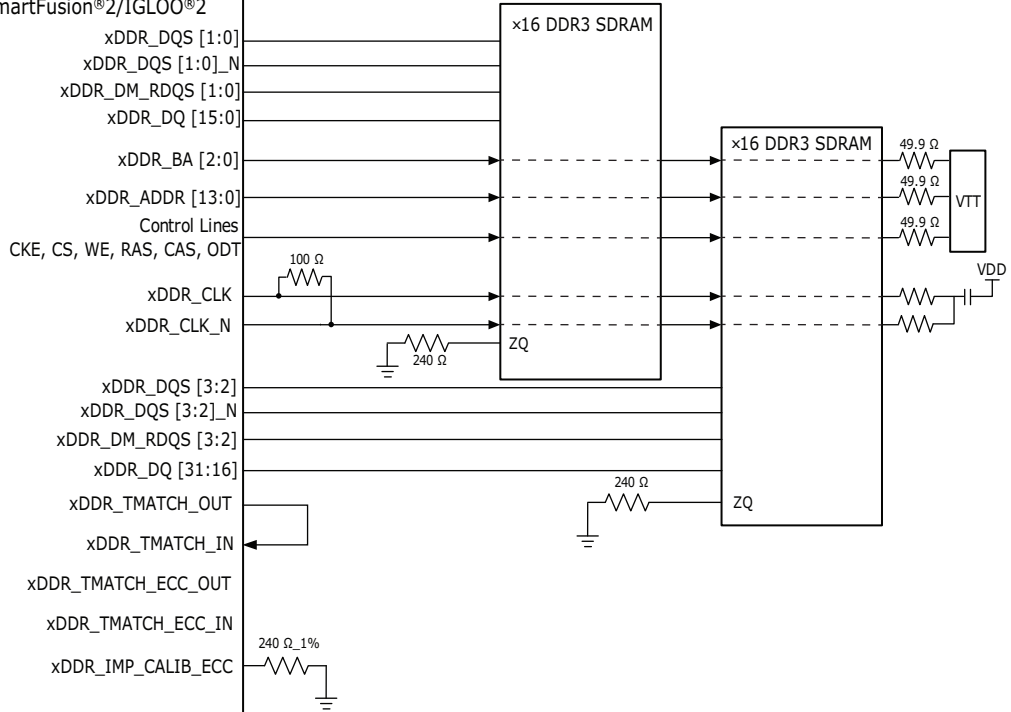 martFusion®2/IGLOO®2
xDDR_DQS [1:0]
xDDR_DQS [1:0]_N
xDDR_DM_RDQS [1:0]
xDDR_DQ [15:0]
xDDR_BA [2:0]
xDDR_ADDR [13:0]
Control Lines
CKE, CS, WE, RAS, CAS, ODT
100 Ω
xDDR_CLK
xDDR_CLK_N
240 Ω
ZQ
×16 DDR3 SDRAM
×16 DDR3 SDRAM
49.9 Ω
49.9 Ω
49.9 Ω
VTT
VDD
xDDR_DQS [3:2]
xDDR_DQS [3:2]_N
xDDR_DM_RDQS [3:2]
xDDR_DQ [31:16]
240 Ω
ZQ
xDDR_TMATCH_OUT
xDDR_TMATCH_IN
xDDR_TMATCH_ECC_OUT
xDDR_TMATCH_ECC_IN
xDDR_IMP_CALIB_ECC
240 Ω_1%